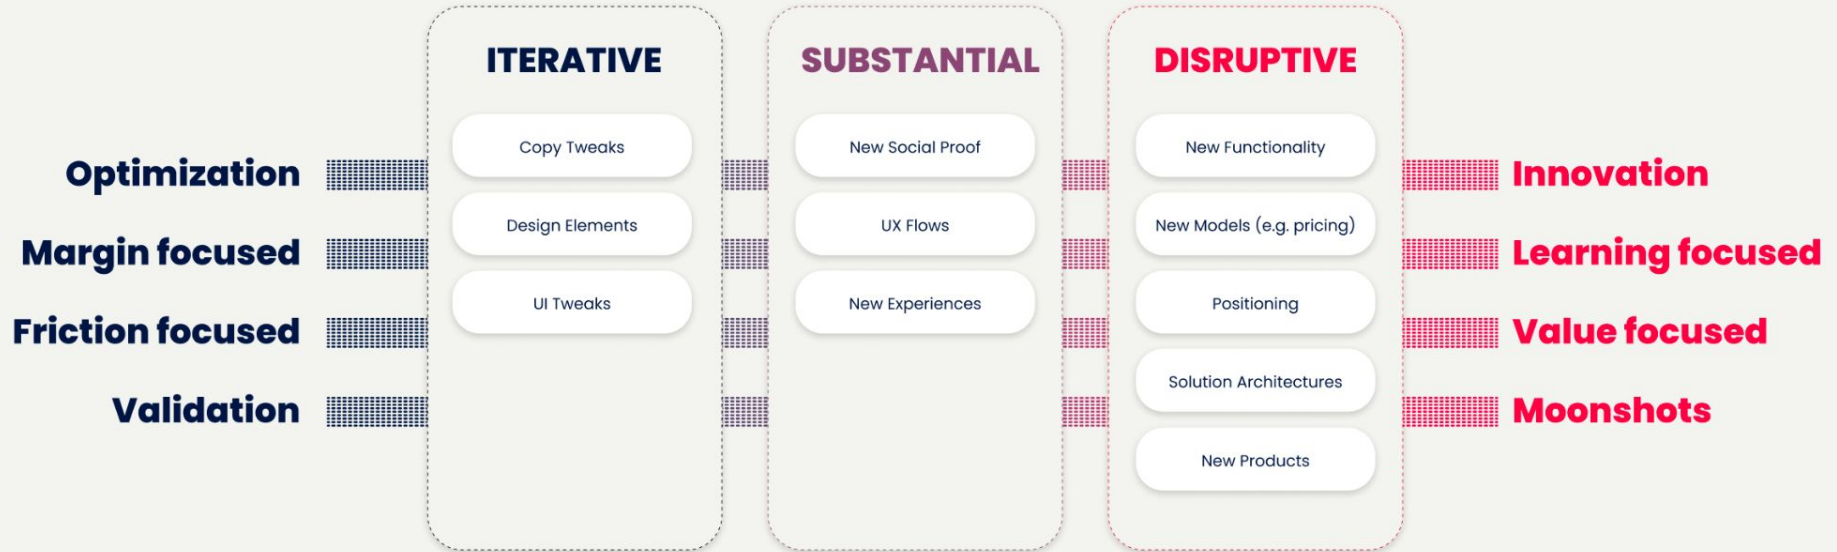 ITERATIVE
SUBSTANTIAL
DISRUPTIVE
Optimization
Margin focused
Friction focused
Validation
Copy Tweaks
Design Elements
UI Tweaks
New Social Proof
UX Flows
New Experiences
New Functionality
New Models (e.g. pricing)
Positioning
Solution Architectures
New Products
Innovation
Learning focused
Value focused
Moonshots